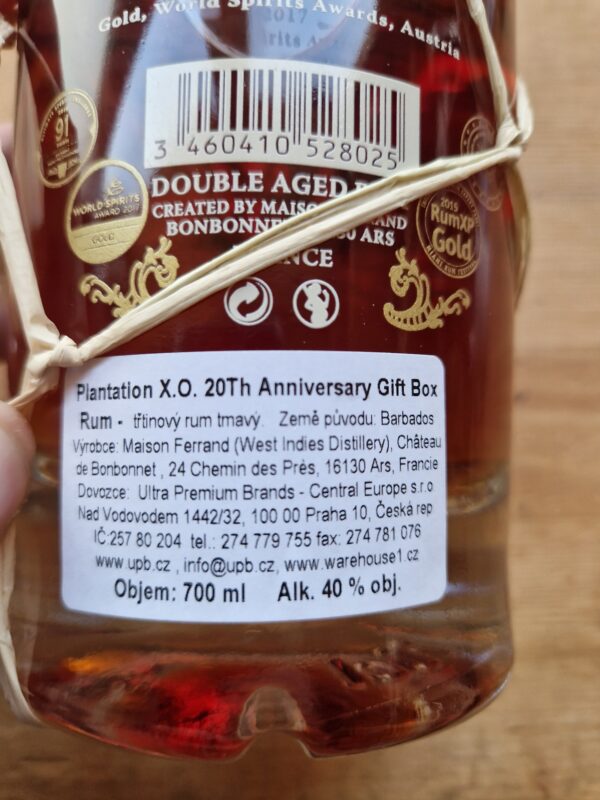 Gold, World Spirits Awards, Austria
2017
3 460410 528025
91
WORLD SPIRITS
AWARD 2017
GOLD
2015
RumXP
Gold
DOUBLE AGED
CREATED BY
BONBONNET ARS
Plantation X.O. 20Th Anniversary Gift Box
Rum - třtinový rum tmavý. Země původu: Barbados
Výrobce: Maison Ferrand (West Indies Distillery), Château
de Bonbonnet , 24 Chemin des Prés, 16130 Ars, Francie
Dovozce: Ultra Premium Brands - Central Europe s.r.o
Nad Vodovodem 1442/32, 100 00 Praha 10, Česká rep
IČ:257 80 204 tel.: 274 779 755 fax: 274 781 076
www.upb.cz , info@upb.cz, www.warehouse1.cz
Objem: 700 ml Alk. 40 % obj.